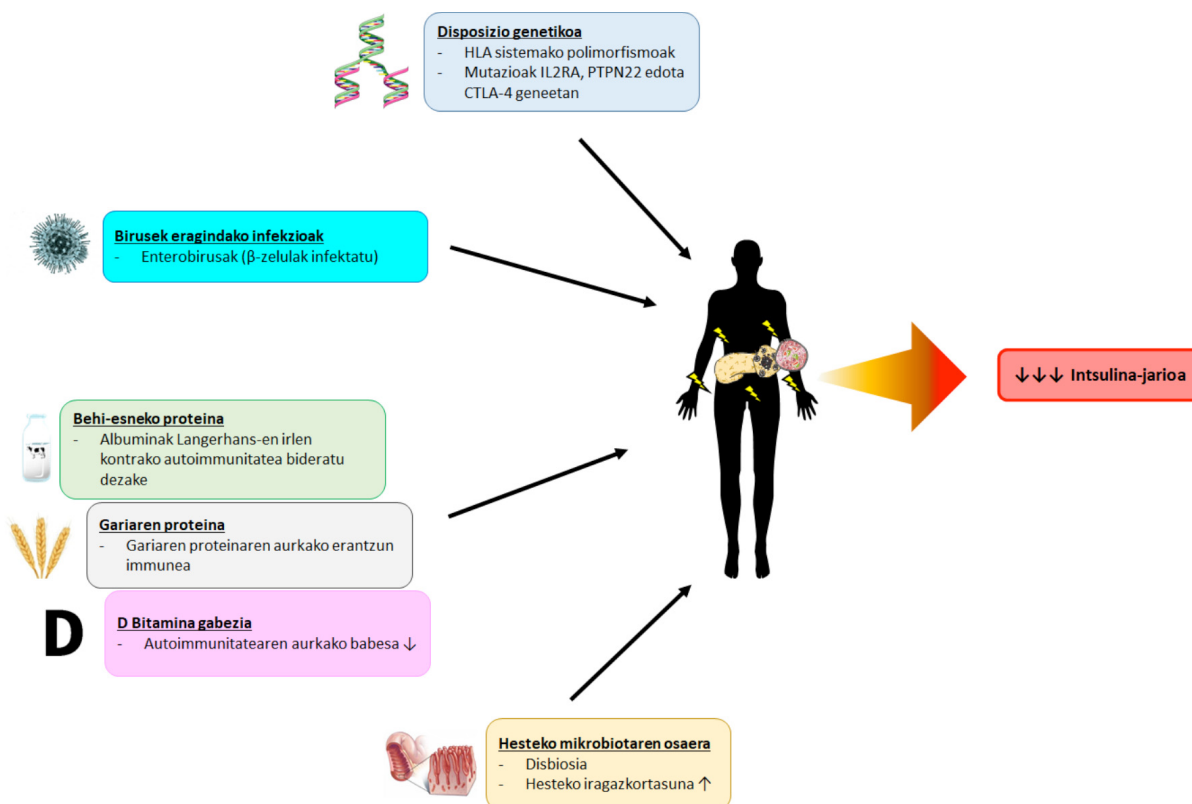 Disposizio genetikoa
- HLA sistemako polimorfismoak
- Mutazioak IL2RA, PTPN22 edota
CTLA-4 geneetan
Birusek eragindako infekzioak
- Enterobirusak (β-zelulak infektatu)
↓↓↓ Intsulina-jarioa
Behi-esneko proteina
- Albuminak Langerhans-en irlen
kontrako autoimmunitatea bideratu
dezake
Gariaren proteina
- Gariaren proteinaren aurkako erantzun
immunea
D
D Bitamina gabezia
- Autoimmunitatearen aurkako babesa ↓
Hesteko mikrobiotaren osaera
- Disbiosia
- Hesteko iragazkortasuna ↑